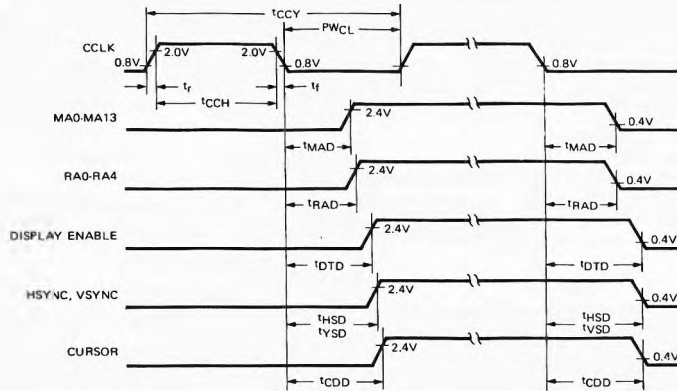 tCCY
PWCL
CCLK
2.0V 2.0V
0.8V 0.8V 0.8V
tr tf
tCCH
MA0-MA13
2.4V 0.4V
tMAD tMAD
RA0-RA4
2.4V 0.4V
tRAD tRAD
DISPLAY ENABLE
2.4V 0.4V
tDTD tDTD
HSYNC, VSYNC
2.4V 0.4V
tHSD tHSD
tYSD tVSD
CURSOR
2.4V 0.4V
tCDD tCDD